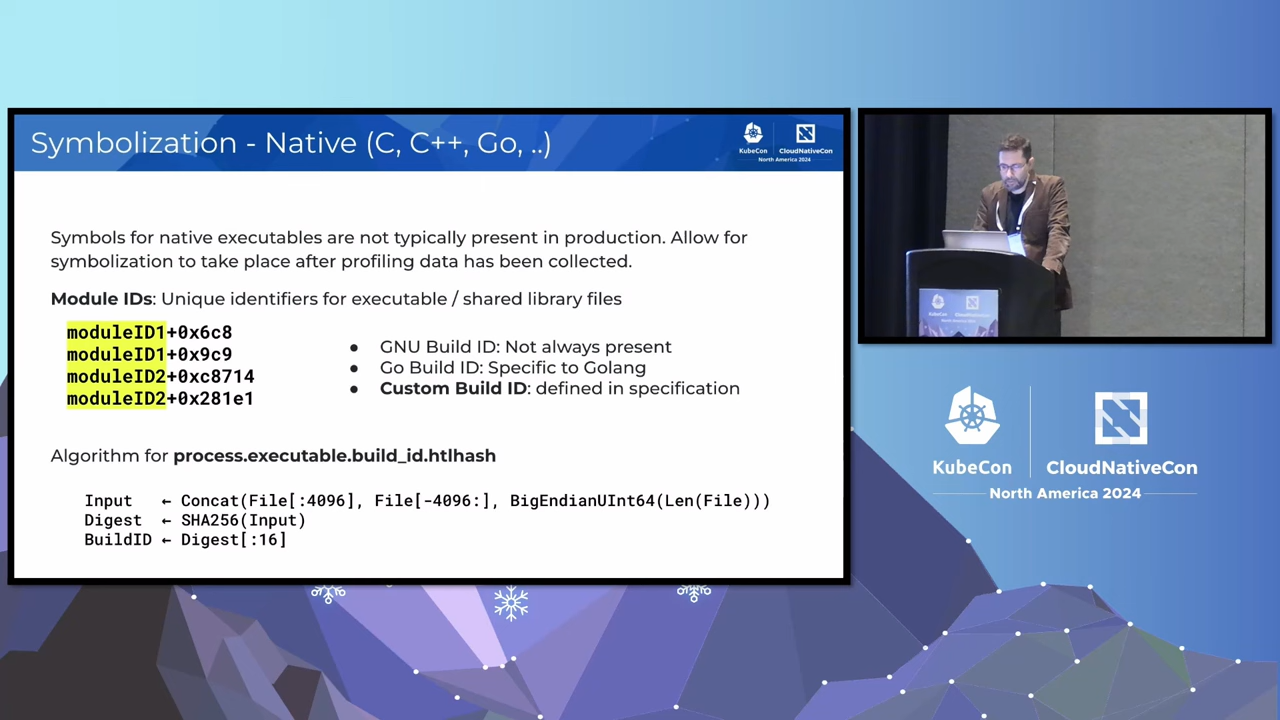 Symbolization - Native (C, C++, Go, ..)
KubeCon
CloudNativeCon
North America 2024
Symbols for native executables are not typically present in production. Allow for
symbolization to take place after profiling data has been collected.
Module IDs: Unique identifiers for executable / shared library files
moduleID1+0x6c8
moduleID1+0x9c9
moduleID2+0xc8714
moduleID2+0x281e1
● GNU Build ID: Not always present
● Go Build ID: Specific to Golang
● Custom Build ID: defined in specification
Algorithm for process.executable.build_id.htlhash
Input ← Concat(File[:4096], File[-4096:], BigEndianUInt64(Len(File)))
Digest ← SHA256(Input)
BuildID ← Digest[:16]
KubeCon
CloudNativeCon
North America 2024